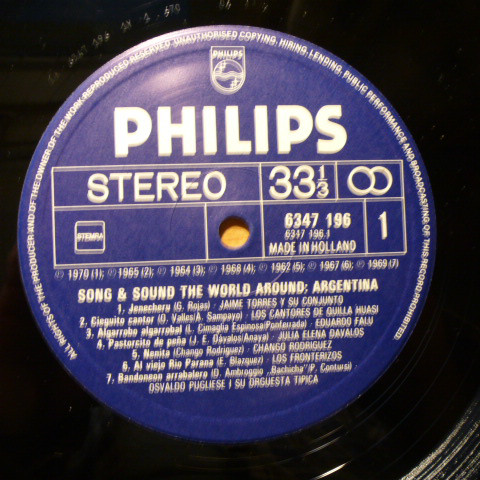 ALL RIGHTS OF THE PRODUCER AND OF THE OWNER OF THE WORK REPRODUCED RESERVED. UNAUTHORISED COPYING, HIRING, LENDING, PUBLIC PERFORMANCE AND BROADCASTING OF THIS RECORD PROHIBITED
PHILIPS
PHILIPS
STEREO
33 1/3
STEMRA
6347 196
6347 196.1
MADE IN HOLLAND
1
℗ 1970 (1); ℗ 1965 (2); ℗ 1964 (3); ℗ 1968 (4); ℗ 1962 (5); ℗ 1967 (6); ℗ 1969 (7)
SONG & SOUND THE WORLD AROUND: ARGENTINA
1. Jenecheru (G. Rojas) - JAIME TORRES Y SU CONJUNTO
2. Cieguito cantor (O. Valles/A. Sampayo) - LOS CANTORES DE QUILLA HUASI
3. Algarrobo algarrobal (L. Cimaglia Espinosa/Ponferrada) - EDUARDO FALU
4. Pastorcito de peña (J. E. Davalos/Anaya) - JULIA ELENA DAVALOS
5. Nonita (Chango Rodriguez) - CHANGO RODRIGUEZ
6. Al viejo Rio Parana (E. Blazquez) - LOS FRONTERIZOS
7. Bandoneon arrabalero (D. Ambroggio „Bachucha"/P. Contursi)
OSVALDO PUGLIESE I SU ORGUESTA TIPICA